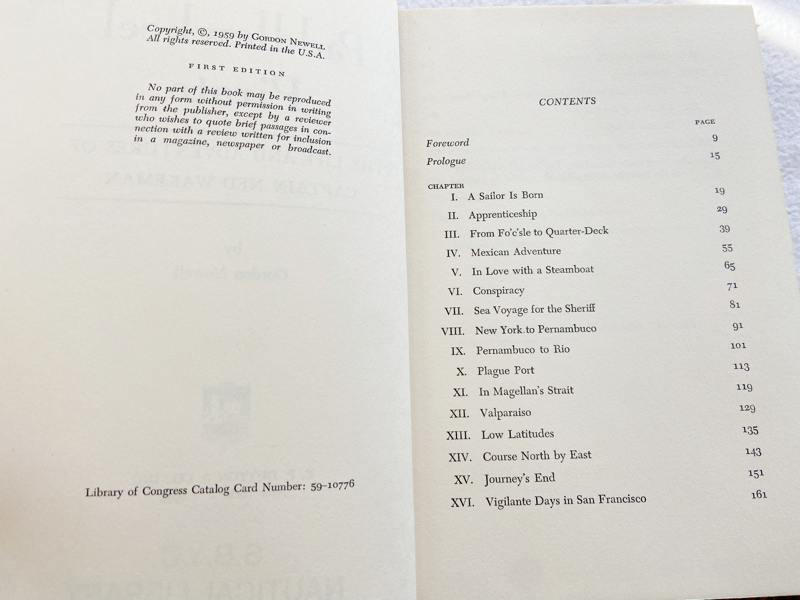 Copyright, ©, 1959 by GORDON NEWELL
All rights reserved. Printed in the U.S.A.
FIRST EDITION
No part of this book may be reproduced
in any form without permission in writing
from the publisher, except by a reviewer
who wishes to quote brief passages in con-
nection with a review written for inclusion
in a magazine, newspaper or broadcast.
Library of Congress Catalog Card Number: 59-10776
CONTENTS
PAGE
Foreword 9
Prologue 15
CHAPTER
I. A Sailor Is Born 19
II. Apprenticeship 29
III. From Fo'c'sle to Quarter-Deck 39
IV. Mexican Adventure 55
V. In Love with a Steamboat 65
VI. Conspiracy 71
VII. Sea Voyage for the Sheriff 81
VIII. New York to Pernambuco 91
IX. Pernambuco to Rio 101
X. Plague Port 113
XI. In Magellan's Strait 119
XII. Valparaiso 129
XIII. Low Latitudes 135
XIV. Course North by East 143
XV. Journey's End 151
XVI. Vigilante Days in San Francisco 161